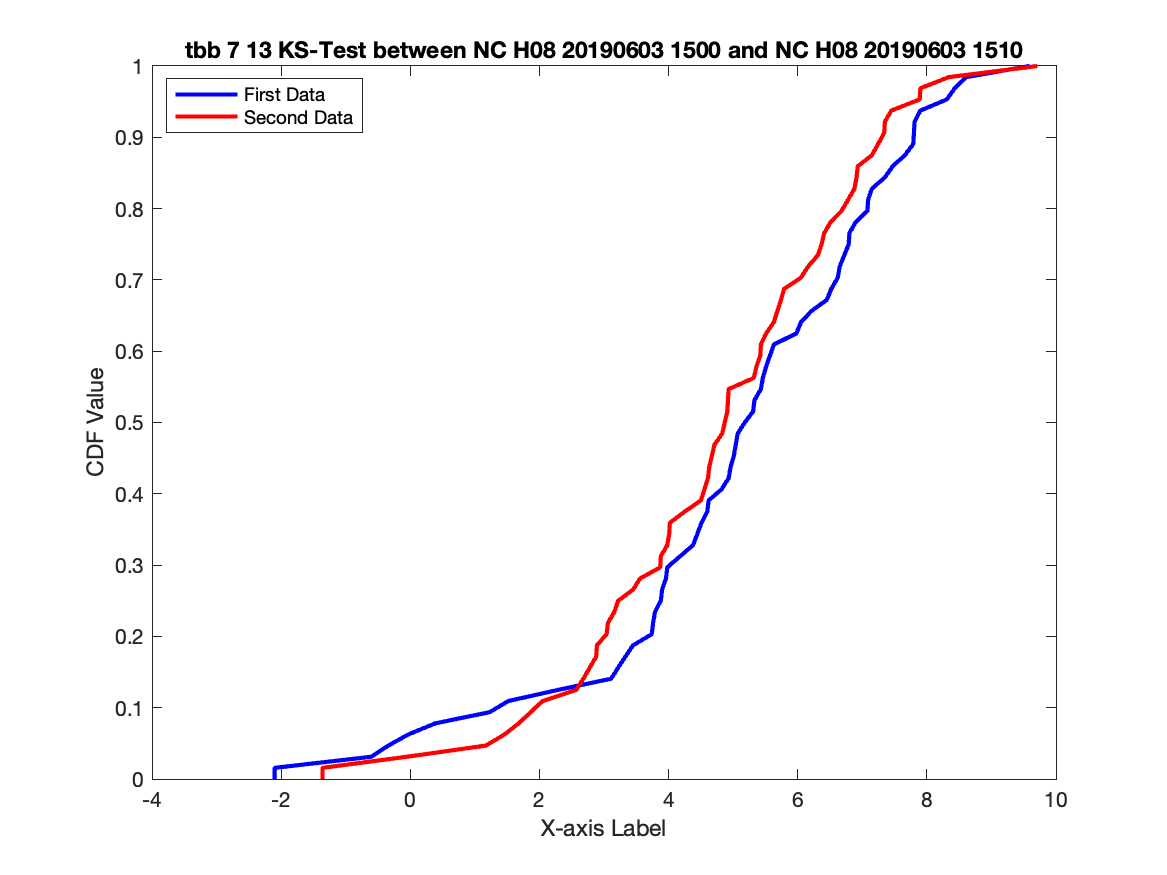 tbb 7 13 KS-Test between NC H08 20190603 1500 and NC H08 20190603 1510
First Data
Second Data
1
0.9
0.8
0.7
0.6
0.5
0.4
0.3
0.2
0.1
0
CDF Value
-4 -2 0 2 4 6 8 10
X-axis Label